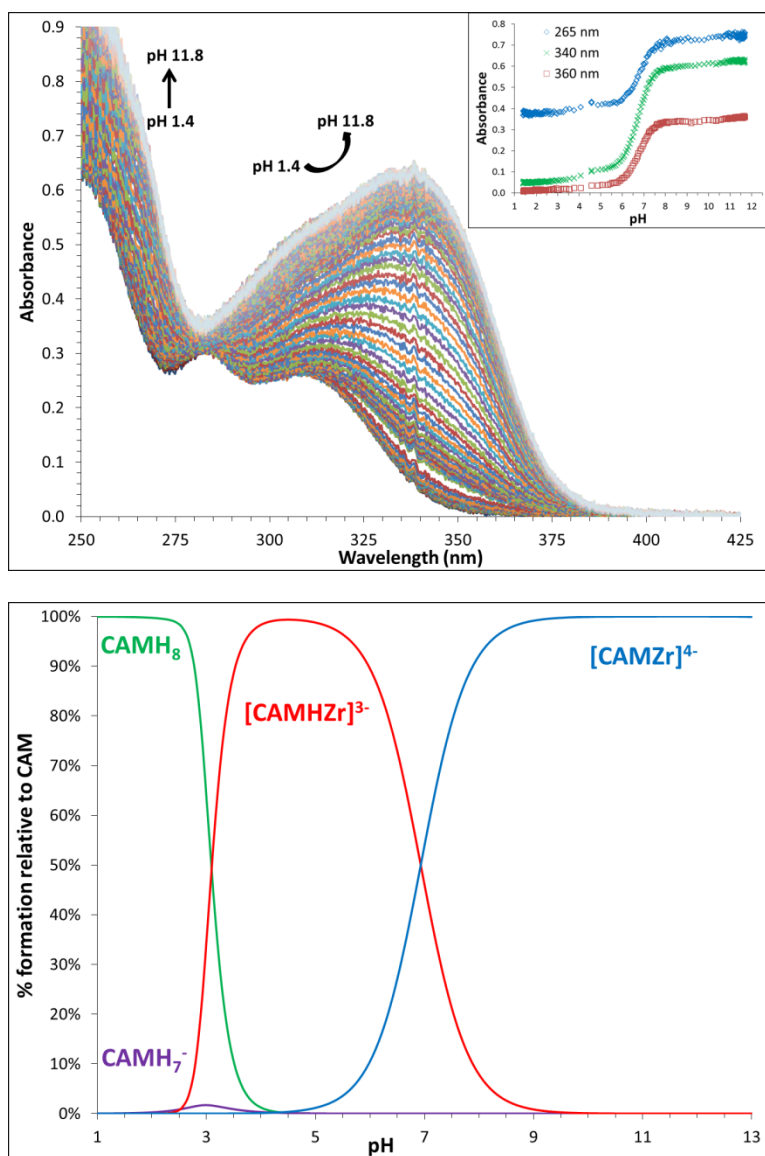 0.9
0.8
0.7
0.6
0.5
0.4
0.3
0.2
0.1
0.0
Absorbance
250 275 300 325 350 375 400 425
Wavelength (nm)
pH 11.8
pH 1.4
pH 11.8
pH 1.4
0.8
0.7
0.6
0.5
0.4
0.3
0.2
0.1
0.0
Absorbance
265 nm
340 nm
360 nm
1 2 3 4 5 6 7 8 9 10 11 12
pH
100%
90%
80%
70%
60%
50%
40%
30%
20%
10%
0%
% formation relative to CAM
CAMH₈
[CAMHZr]³⁻
[CAMZr]⁴⁻
CAMH₇⁻
1 3 5 7 9 11 13
pH